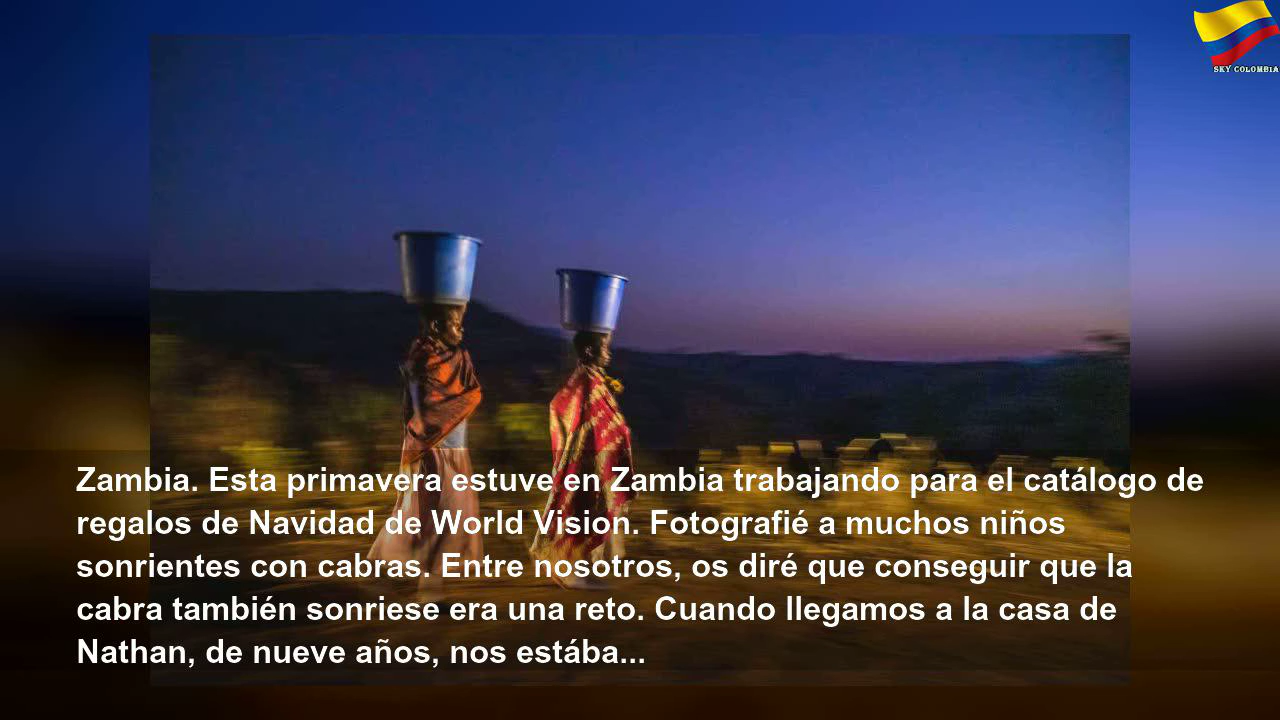 SKY COLOMBIA
Zambia. Esta primavera estuve en Zambia trabajando para el catálogo de
regalos de Navidad de World Vision. Fotografié a muchos niños
sonrientes con cabras. Entre nosotros, os diré que conseguir que la
cabra también sonriese era una reto. Cuando llegamos a la casa de
Nathan, de nueve años, nos estába...